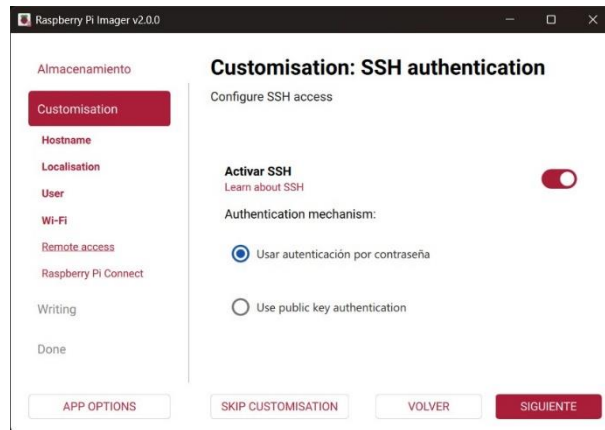 Raspberry Pi Imager v2.0.0
Almacenamiento
Customisation
Hostname
Localisation
User
Wi-Fi
Remote access
Raspberry Pi Connect
Writing
Done
APP OPTIONS
Customisation: SSH authentication
Configure SSH access
Activar SSH
Learn about SSH
Authentication mechanism:
Usar autenticación por contraseña
Use public key authentication
SKIP CUSTOMISATION
VOLVER
SIGUIENTE